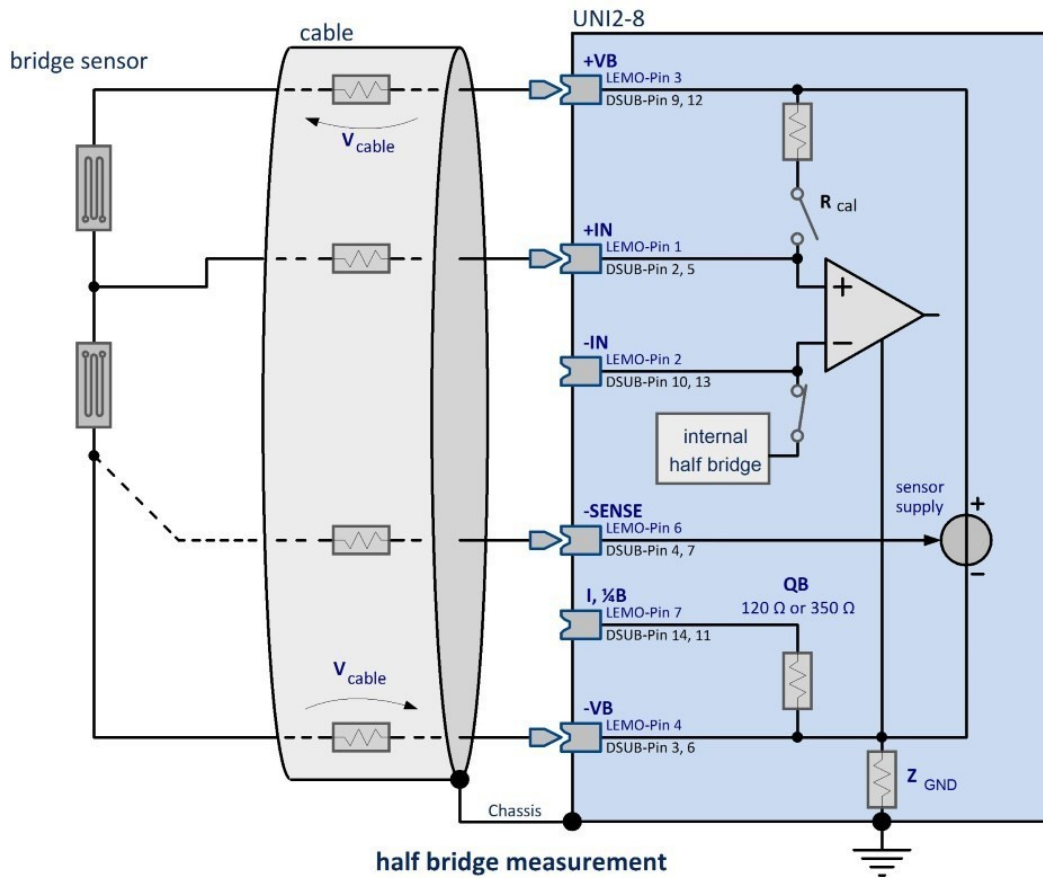 UNI2-8
cable
bridge sensor
+VB
LEMO-Pin 3
DSUB-Pin 9, 12
V cable
R cal
+IN
LEMO-Pin 1
DSUB-Pin 2, 5
+
-IN
−
LEMO-Pin 2
DSUB-Pin 10, 13
internal
half bridge
sensor
supply
-SENSE
LEMO-Pin 6
DSUB-Pin 4, 7
+
−
I, ¼B
LEMO-Pin 7
DSUB-Pin 14, 11
QB
120 Ω or 350 Ω
V cable
-VB
LEMO-Pin 4
DSUB-Pin 3, 6
Z GND
Chassis
half bridge measurement